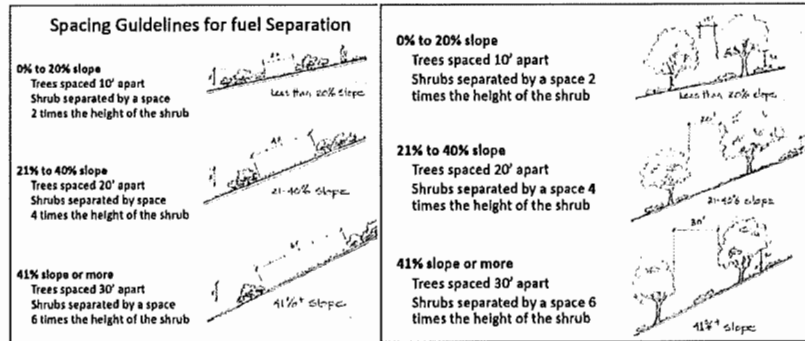 Spacing Guidelines for fuel Separation
0% to 20% slope
Trees spaced 10' apart
Shrub separated by a space
2 times the height of the shrub
Less than 20% slope
21% to 40% slope
Trees spaced 20' apart
Shrubs separated by space
4 times the height of the shrub
21-40% slope
41% slope or more
Trees spaced 30' apart
Shrubs separated by a space
6 times the height of the shrub
41%+ slope
0% to 20% slope
Trees spaced 10' apart
Shrubs separated by a space 2
times the height of the shrub
Less than 20% slope
21% to 40% slope
20'
Trees spaced 20' apart
Shrubs separated by a space 4
times the height of the shrub
21-40% slope
30'
41% slope or more
Trees spaced 30' apart
Shrubs separated by a space 6
times the height of the shrub
41%+ slope